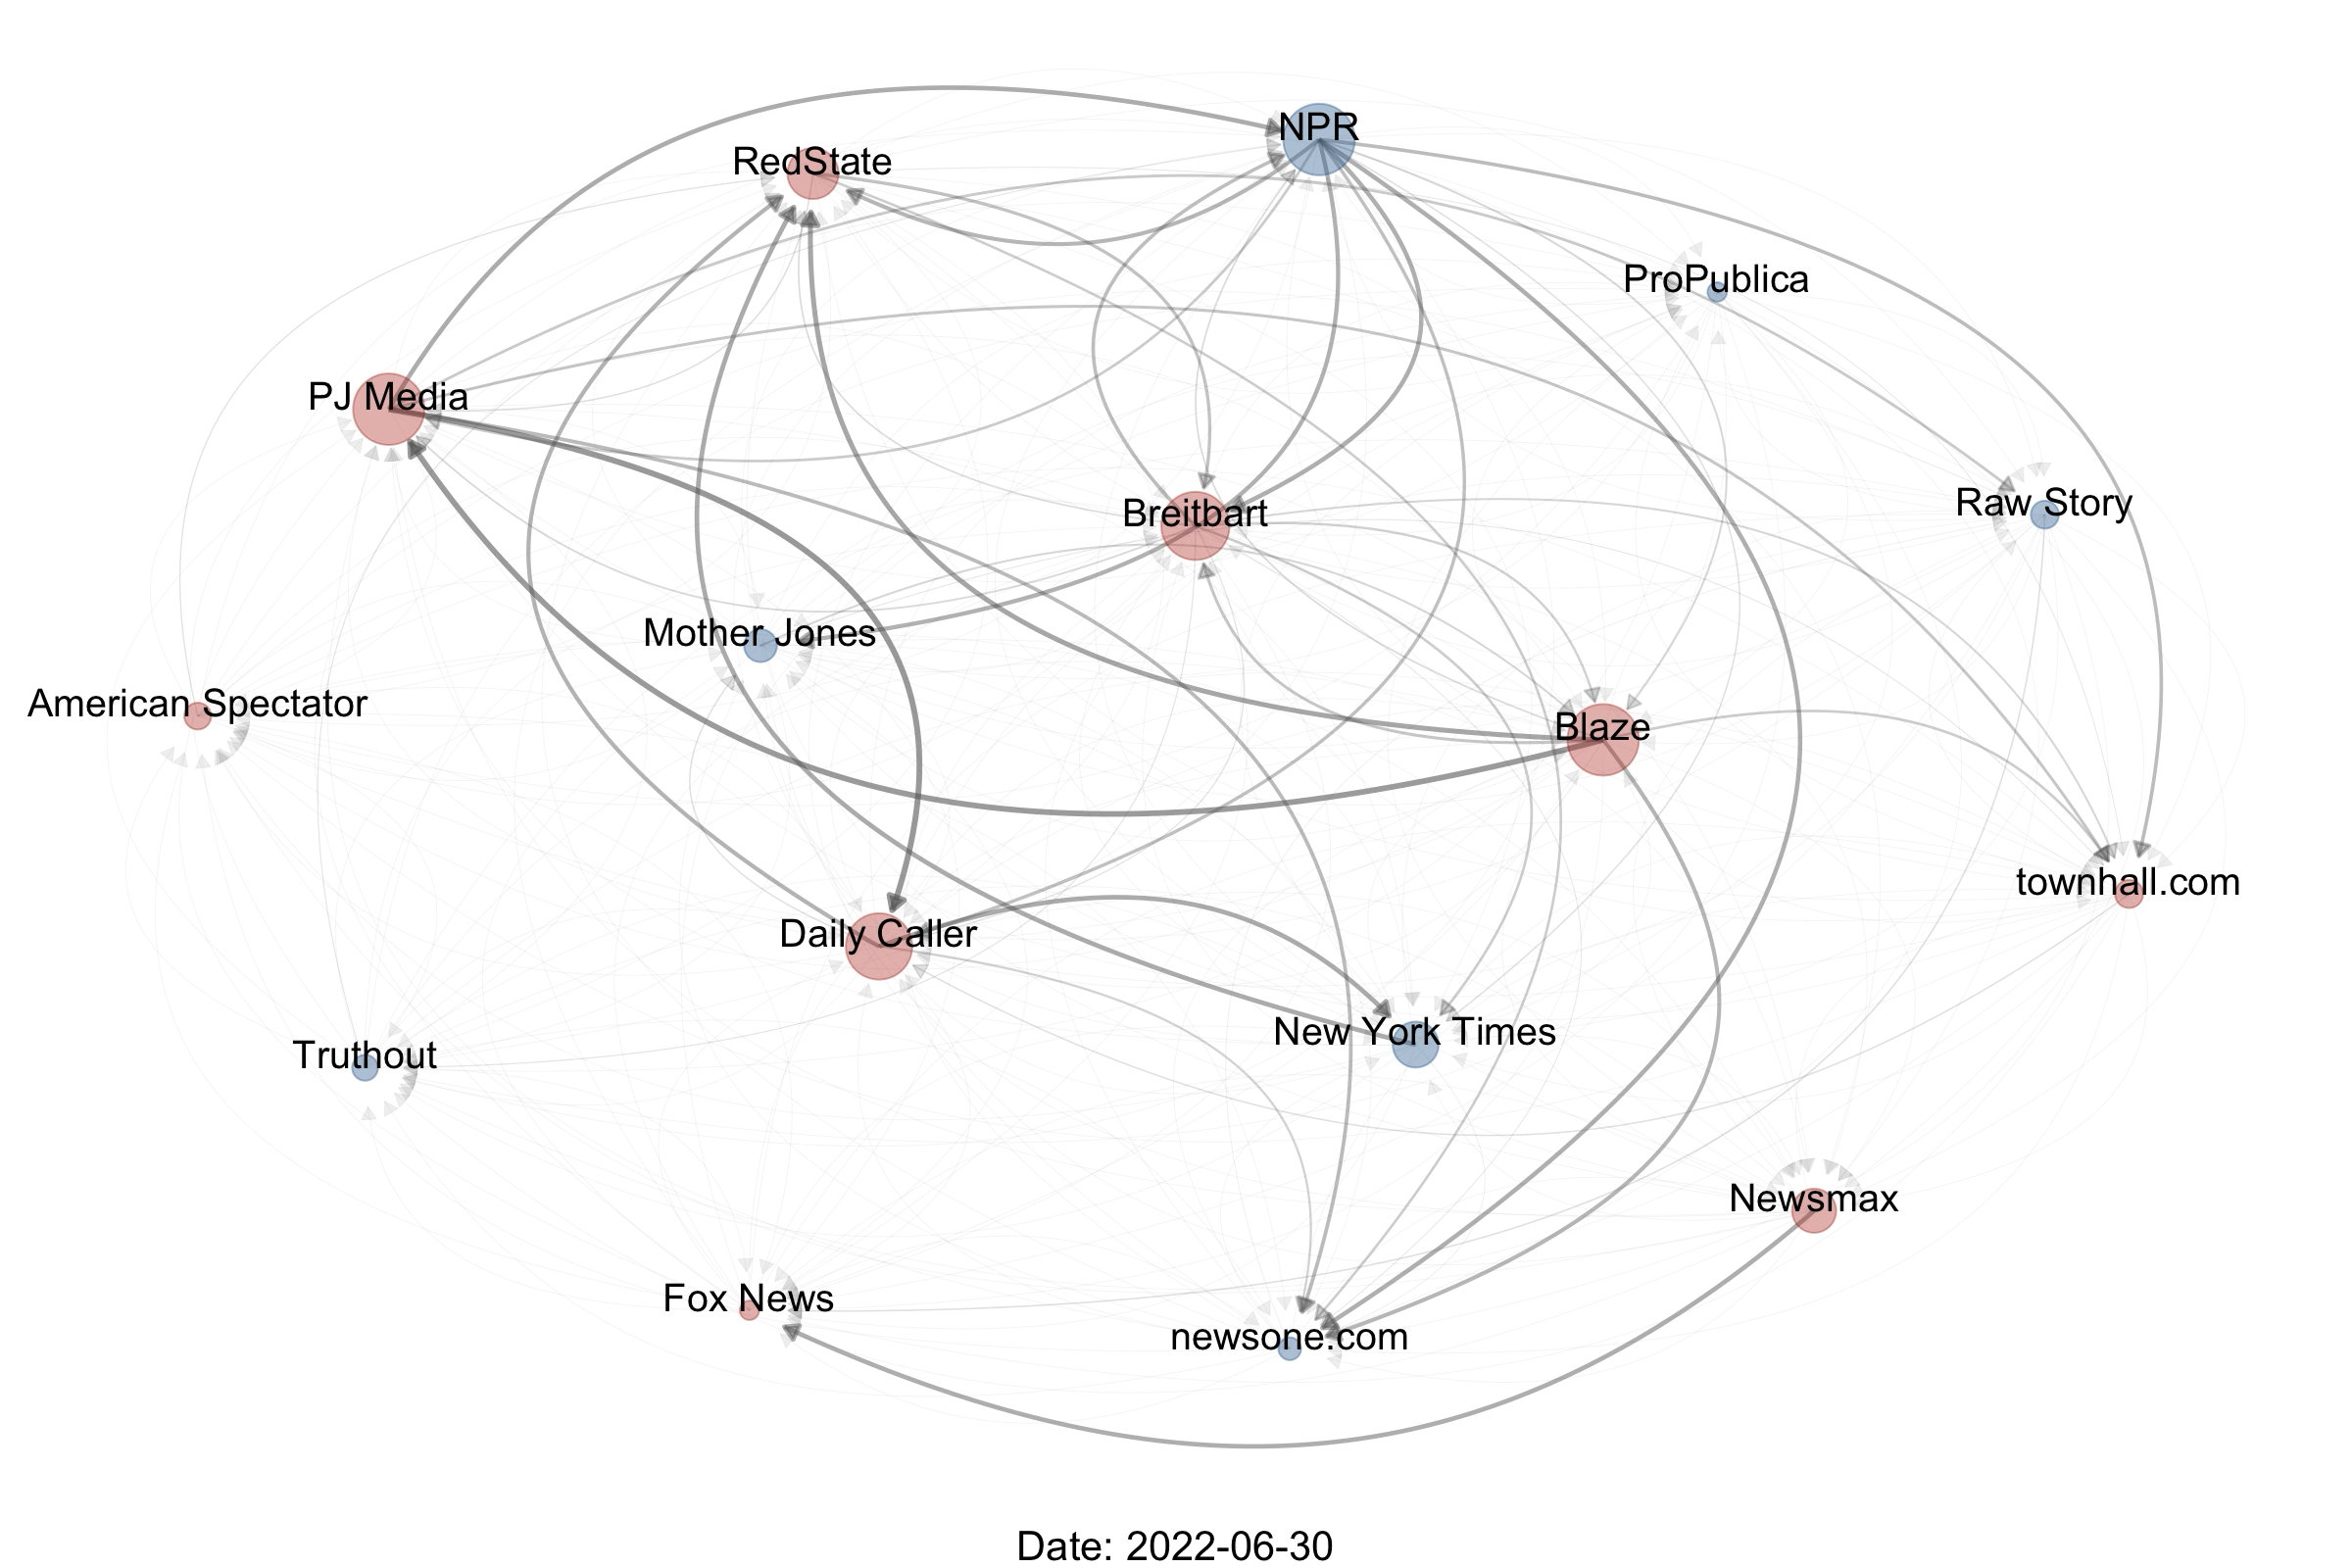 NPR
RedState
ProPublica
PJ Media
Raw Story
Breitbart
Mother Jones
American Spectator
Blaze
townhall.com
Daily Caller
New York Times
Truthout
Newsmax
Fox News
newsone.com
Date: 2022-06-30